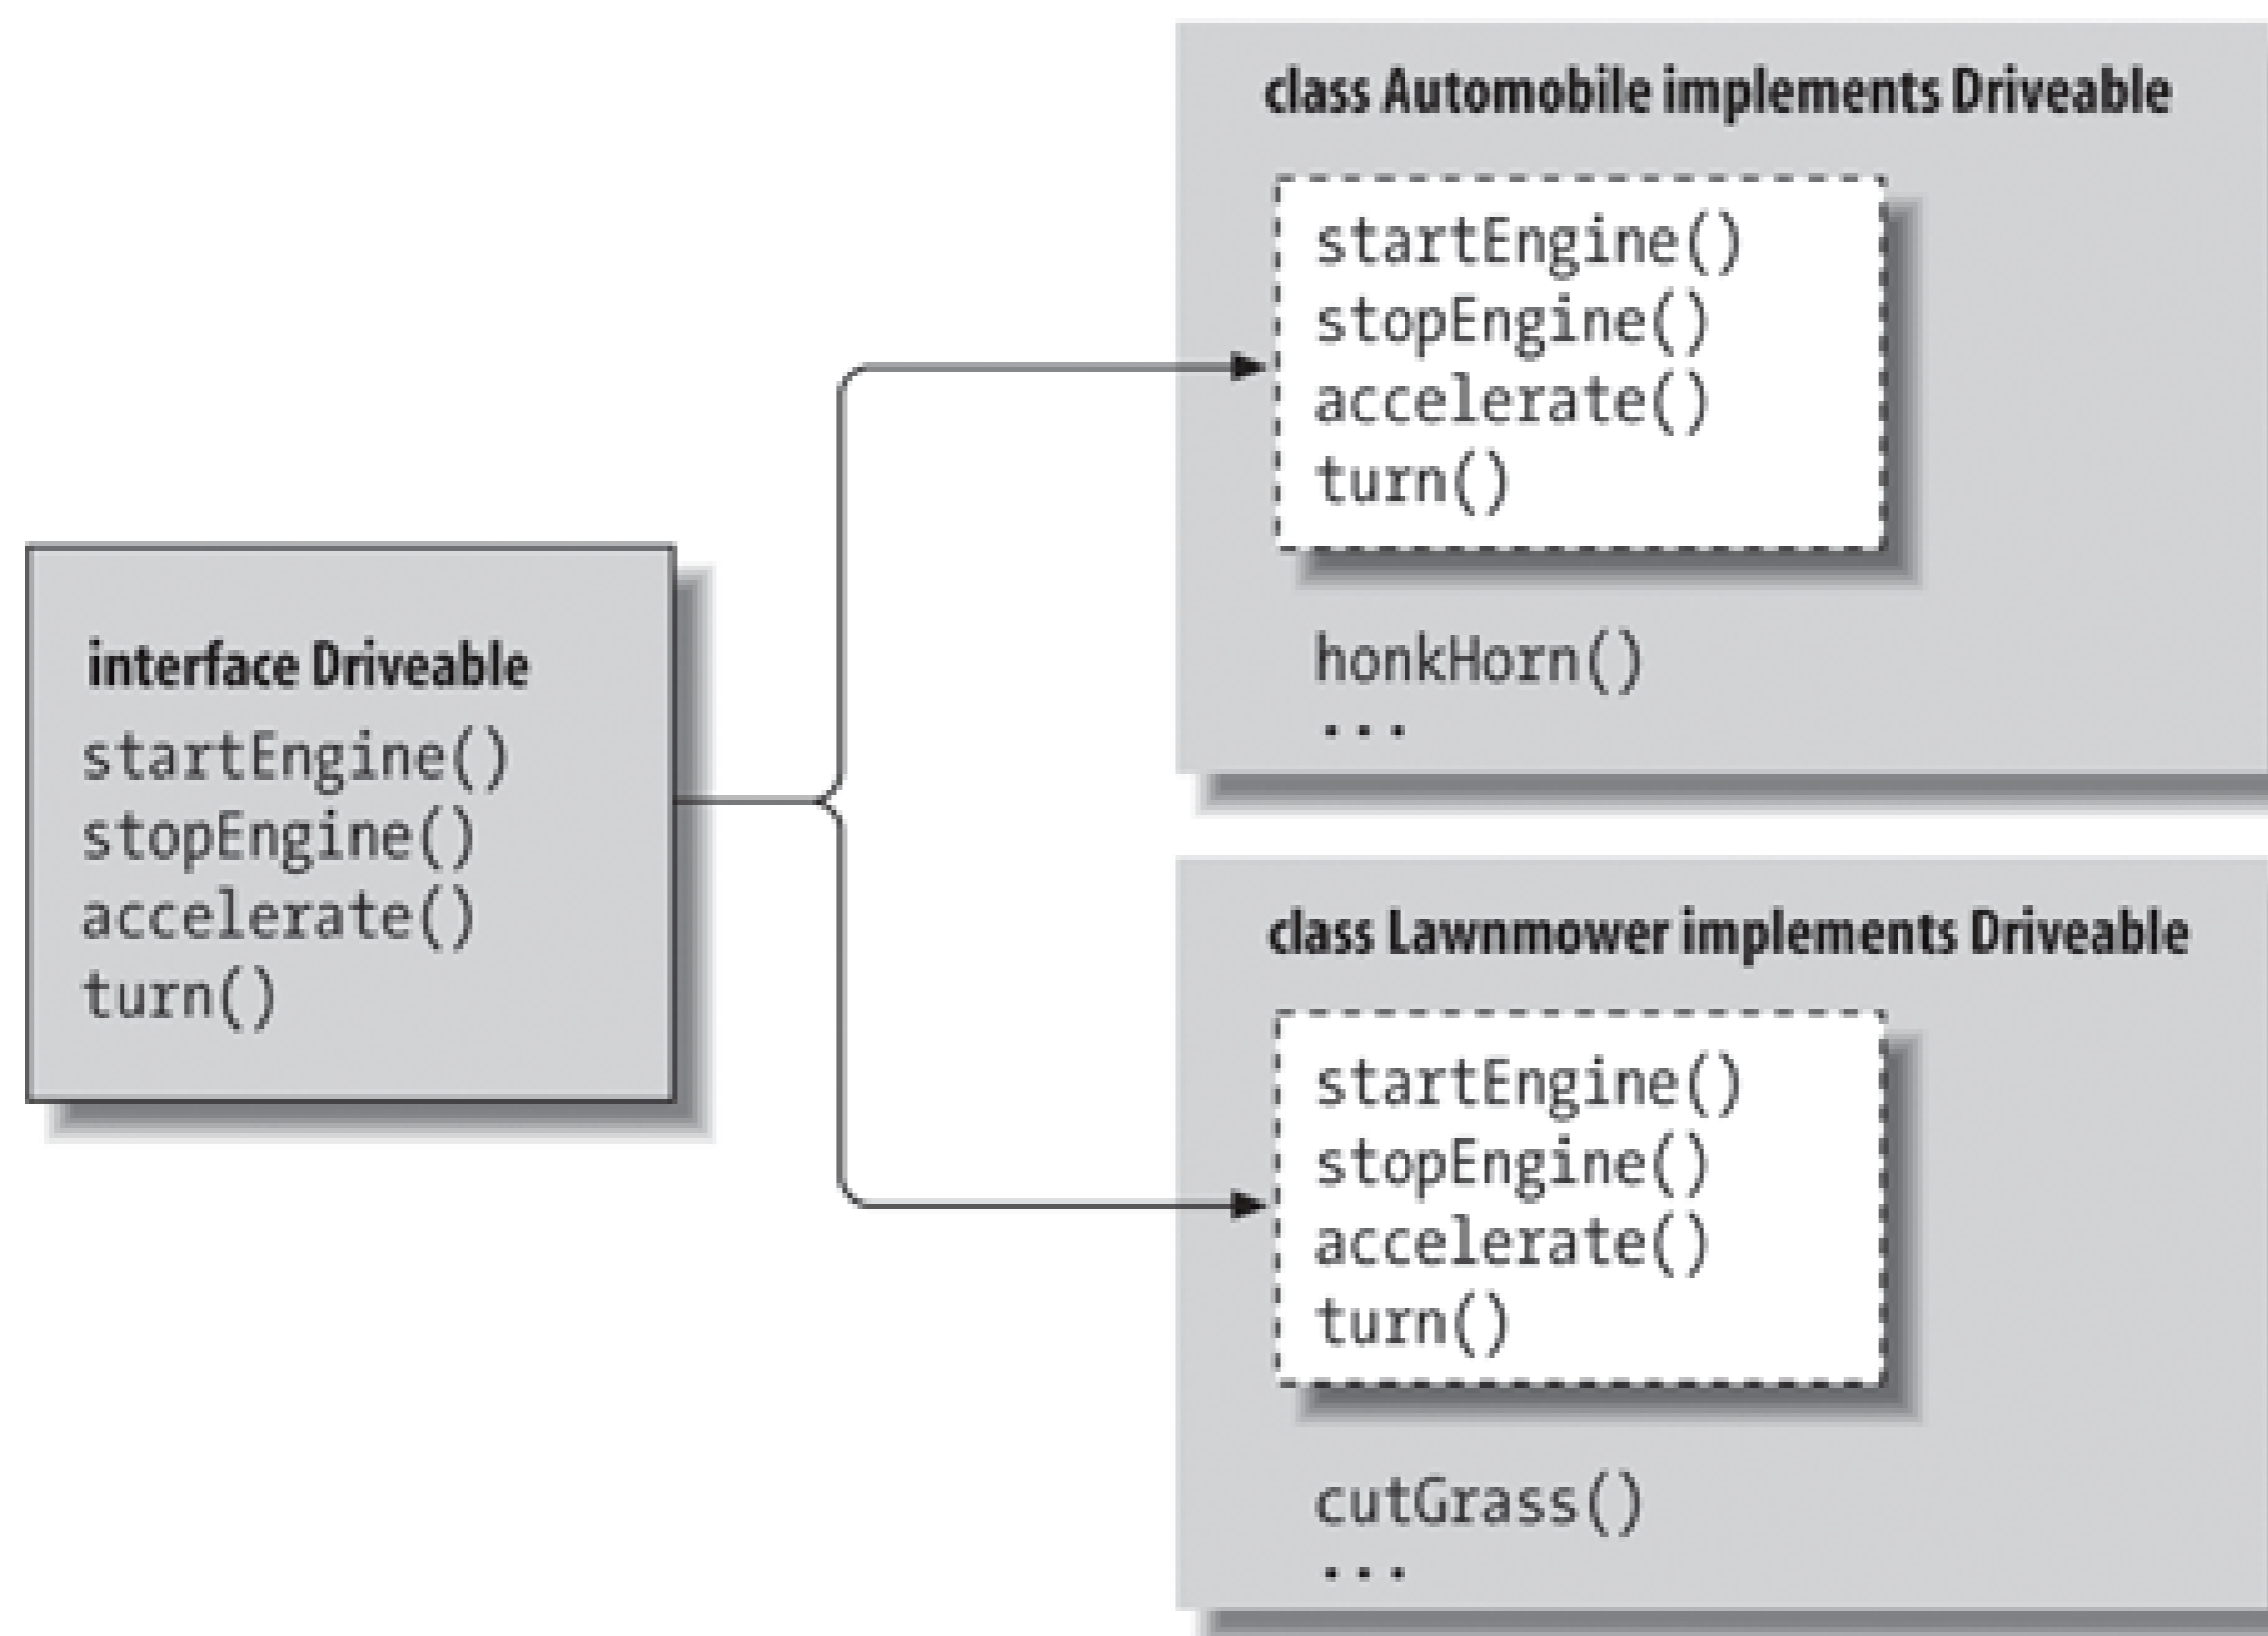 class Automobile implements Driveable
startEngine()
stopEngine()
accelerate()
turn()
honkHorn()
...
interface Driveable
startEngine()
stopEngine()
accelerate()
turn()
class Lawnmower implements Driveable
startEngine()
stopEngine()
accelerate()
turn()
cutGrass()
...